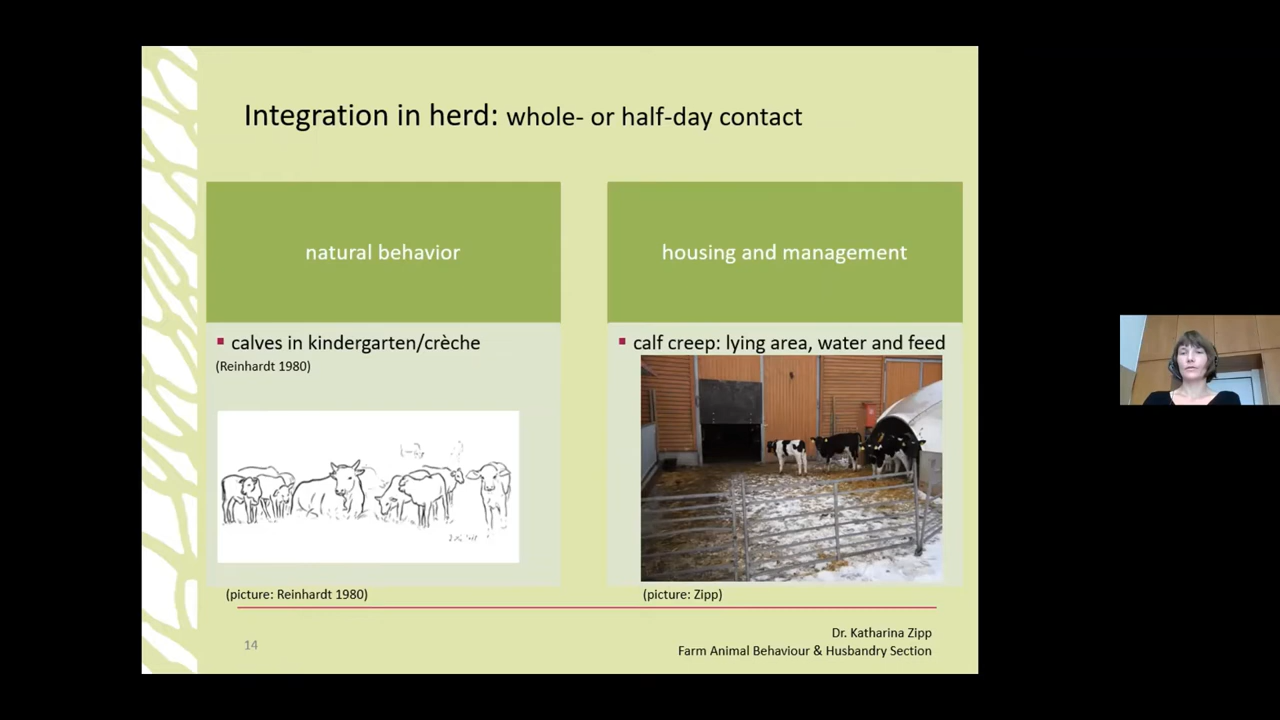 Integration in herd: whole- or half-day contact
natural behavior
housing and management
▪ calves in kindergarten/crèche
(Reinhardt 1980)
▪ calf creep: lying area, water and feed
(picture: Reinhardt 1980)
(picture: Zipp)
14
Dr. Katharina Zipp
Farm Animal Behaviour & Husbandry Section